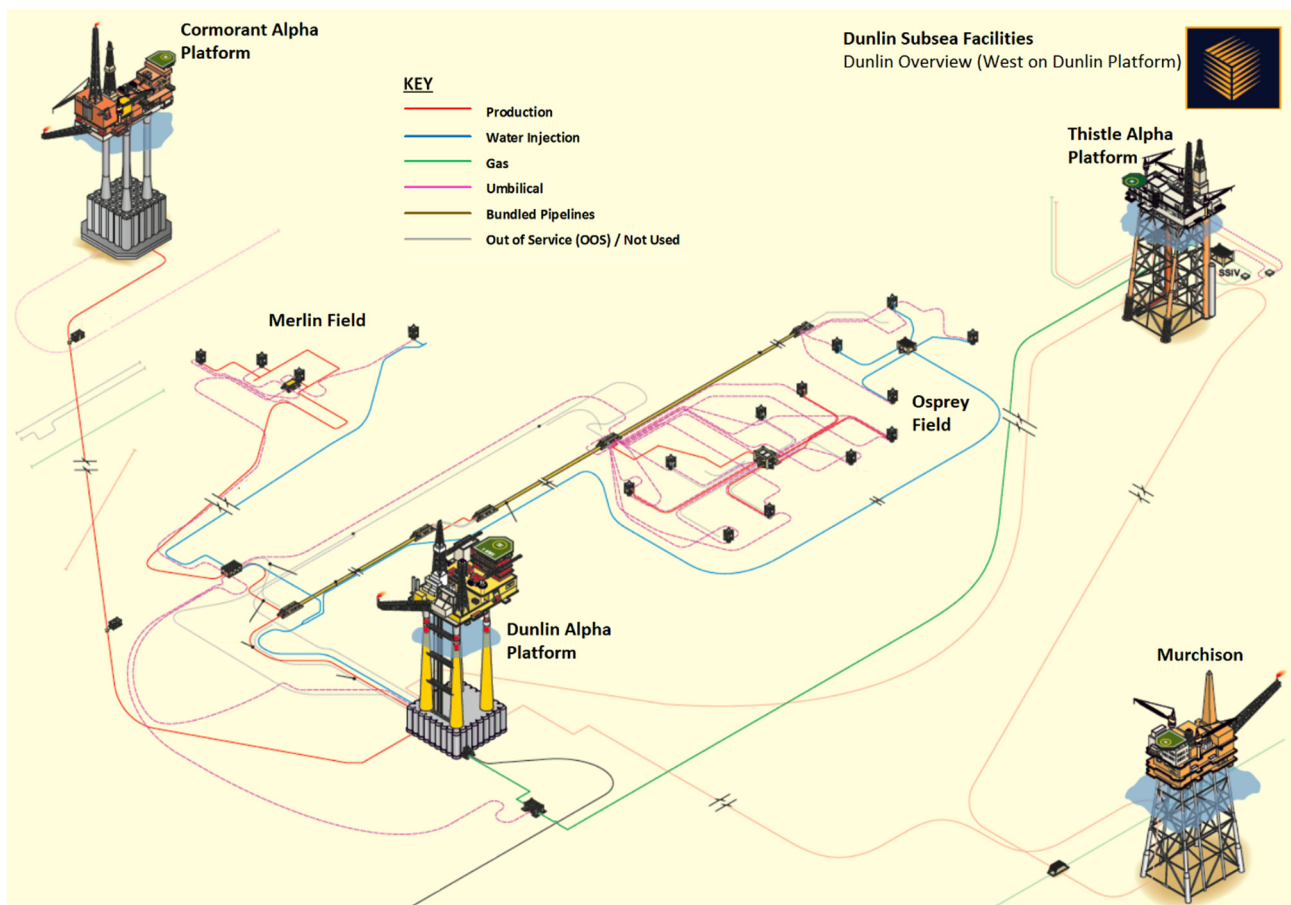 Cormorant Alpha
Platform
Dunlin Subsea Facilities
Dunlin Overview (West on Dunlin Platform)
KEY
Production
Water Injection
Gas
Umbilical
Bundled Pipelines
Out of Service (OOS) / Not Used
Thistle Alpha
Platform
SSIV
Merlin Field
Osprey
Field
Dunlin Alpha
Platform
Murchison